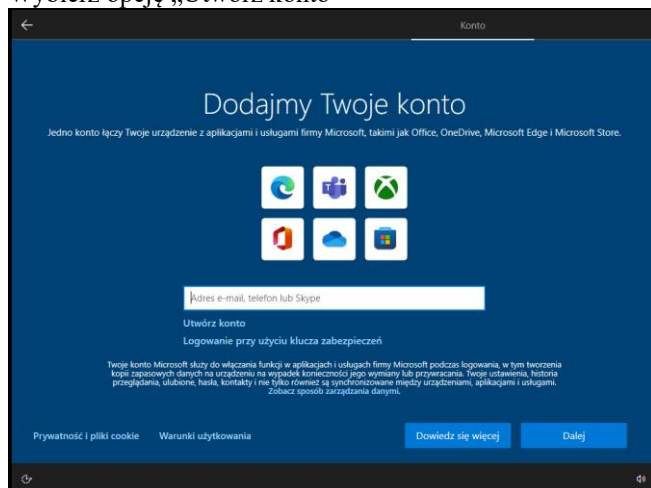 Wybierz opcję „Utwórz konto”
Konto
Dodajmy Twoje konto
Jedno konto łączy Twoje urządzenie z aplikacjami i usługami firmy Microsoft, takimi jak Office, OneDrive, Microsoft Edge i Microsoft Store.
Adres e-mail, telefon lub Skype
Utwórz konto
Logowanie przy użyciu klucza zabezpieczeń
Twoje konto Microsoft służy do włączania funkcji w aplikacjach i usługach firmy Microsoft podczas logowania, w tym tworzenia
kopii zapasowych danych na urządzeniu na wypadek konieczności jego wymiany lub przywracania. Twoje ustawienia, historia
przeglądania, ulubione, hasła, kontakty i nie tylko również są synchronizowane między urządzeniami, aplikacjami i usługami.
Zobacz sposób zarządzania danymi.
Prywatność i pliki cookie Warunki użytkowania Dowiedz się więcej Dalej